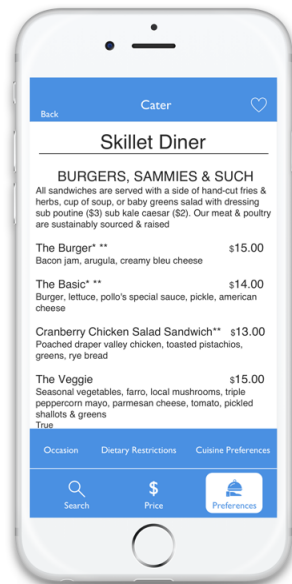 Cater
Back
Skillet Diner
BURGERS, SAMMIES & SUCH
All sandwiches are served with a side of hand-cut fries &
herbs, cup of soup, or baby greens salad with dressing
sub poutine ($3) sub kale caesar ($2). Our meat & poultry
are sustainably sourced & raised
The Burger* ** $15.00
Bacon jam, arugula, creamy bleu cheese
The Basic* ** $14.00
Burger, lettuce, pollo's special sauce, pickle, american
cheese
Cranberry Chicken Salad Sandwich** $13.00
Poached draper valley chicken, toasted pistachios,
greens, rye bread
The Veggie $15.00
Seasonal vegetables, farro, local mushrooms, triple
peppercorn mayo, parmesan cheese, tomato, pickled
shallots & greens
True
Occasion Dietary Restrictions Cuisine Preferences
$
Search Price Preferences